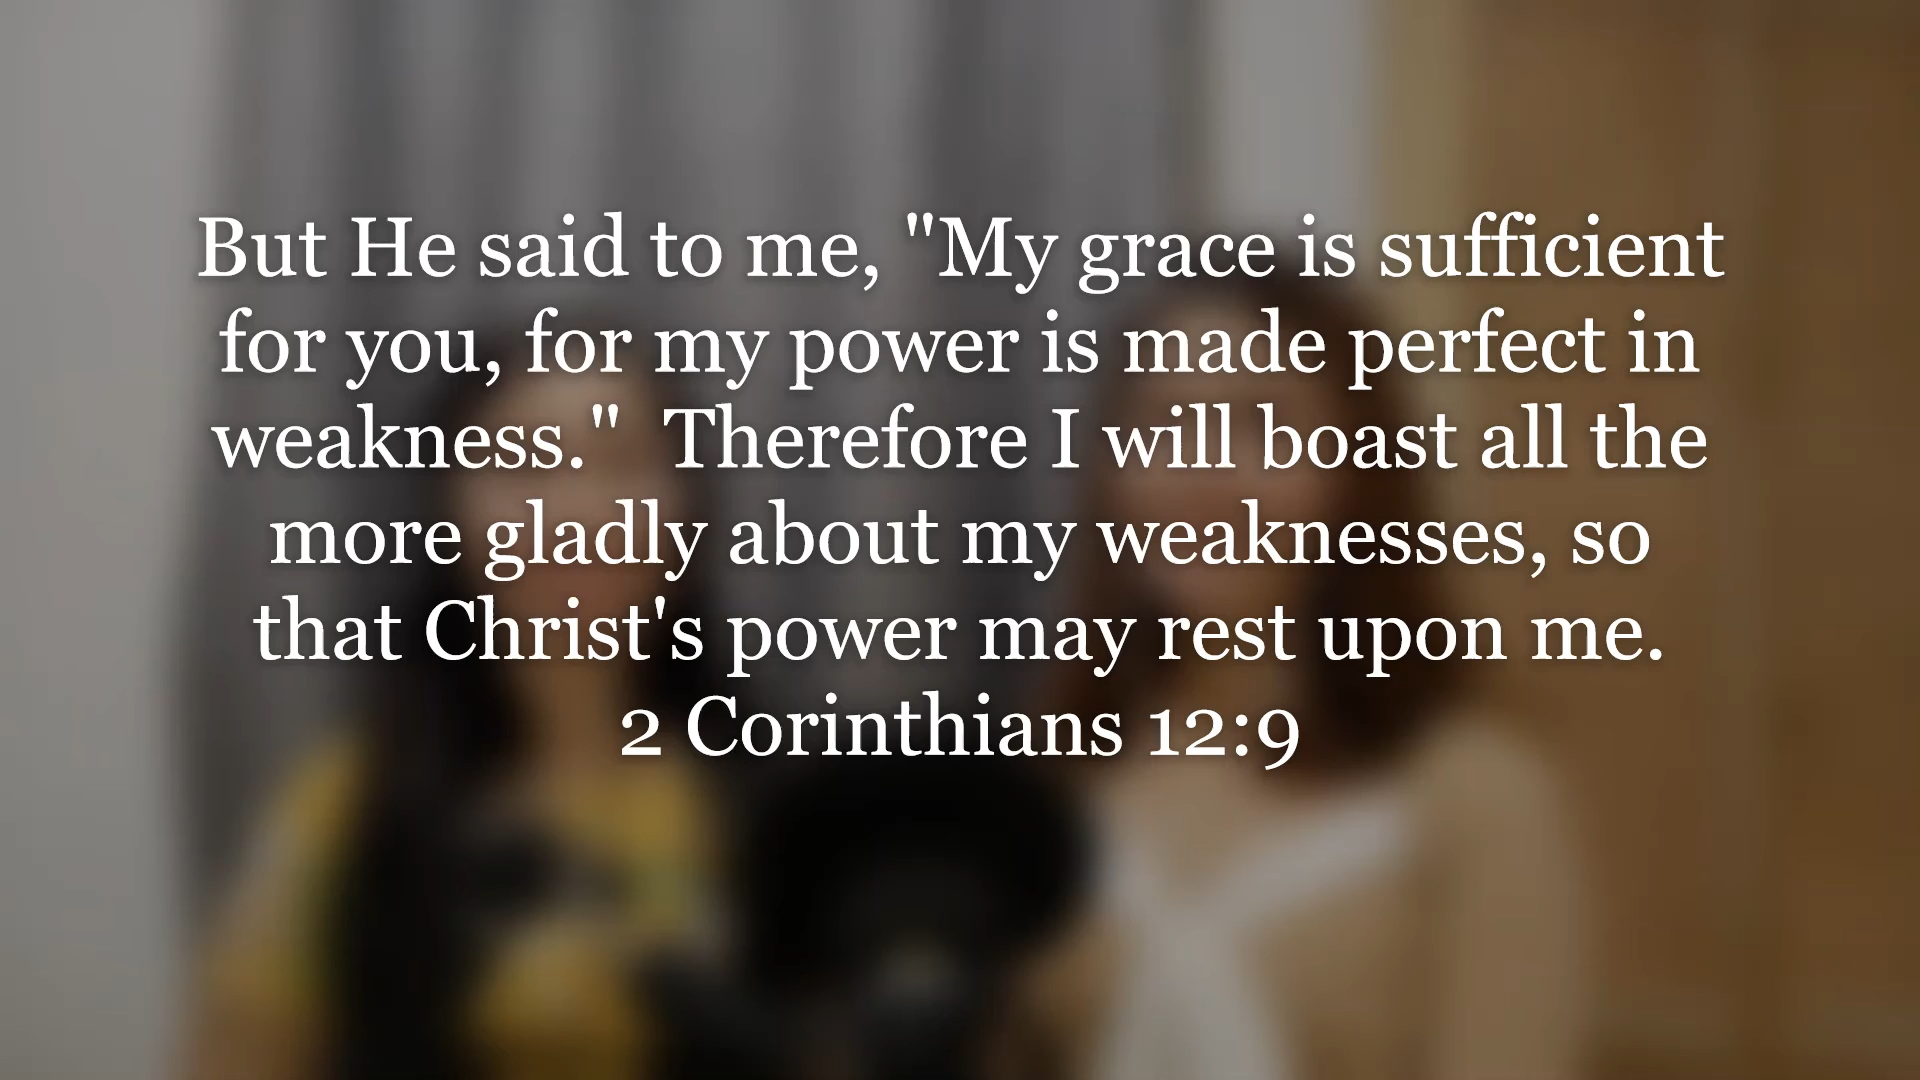 But He said to me, "My grace is sufficient
for you, for my power is made perfect in
weakness."  Therefore I will boast all the
more gladly about my weaknesses, so
that Christ's power may rest upon me.
2 Corinthians 12:9